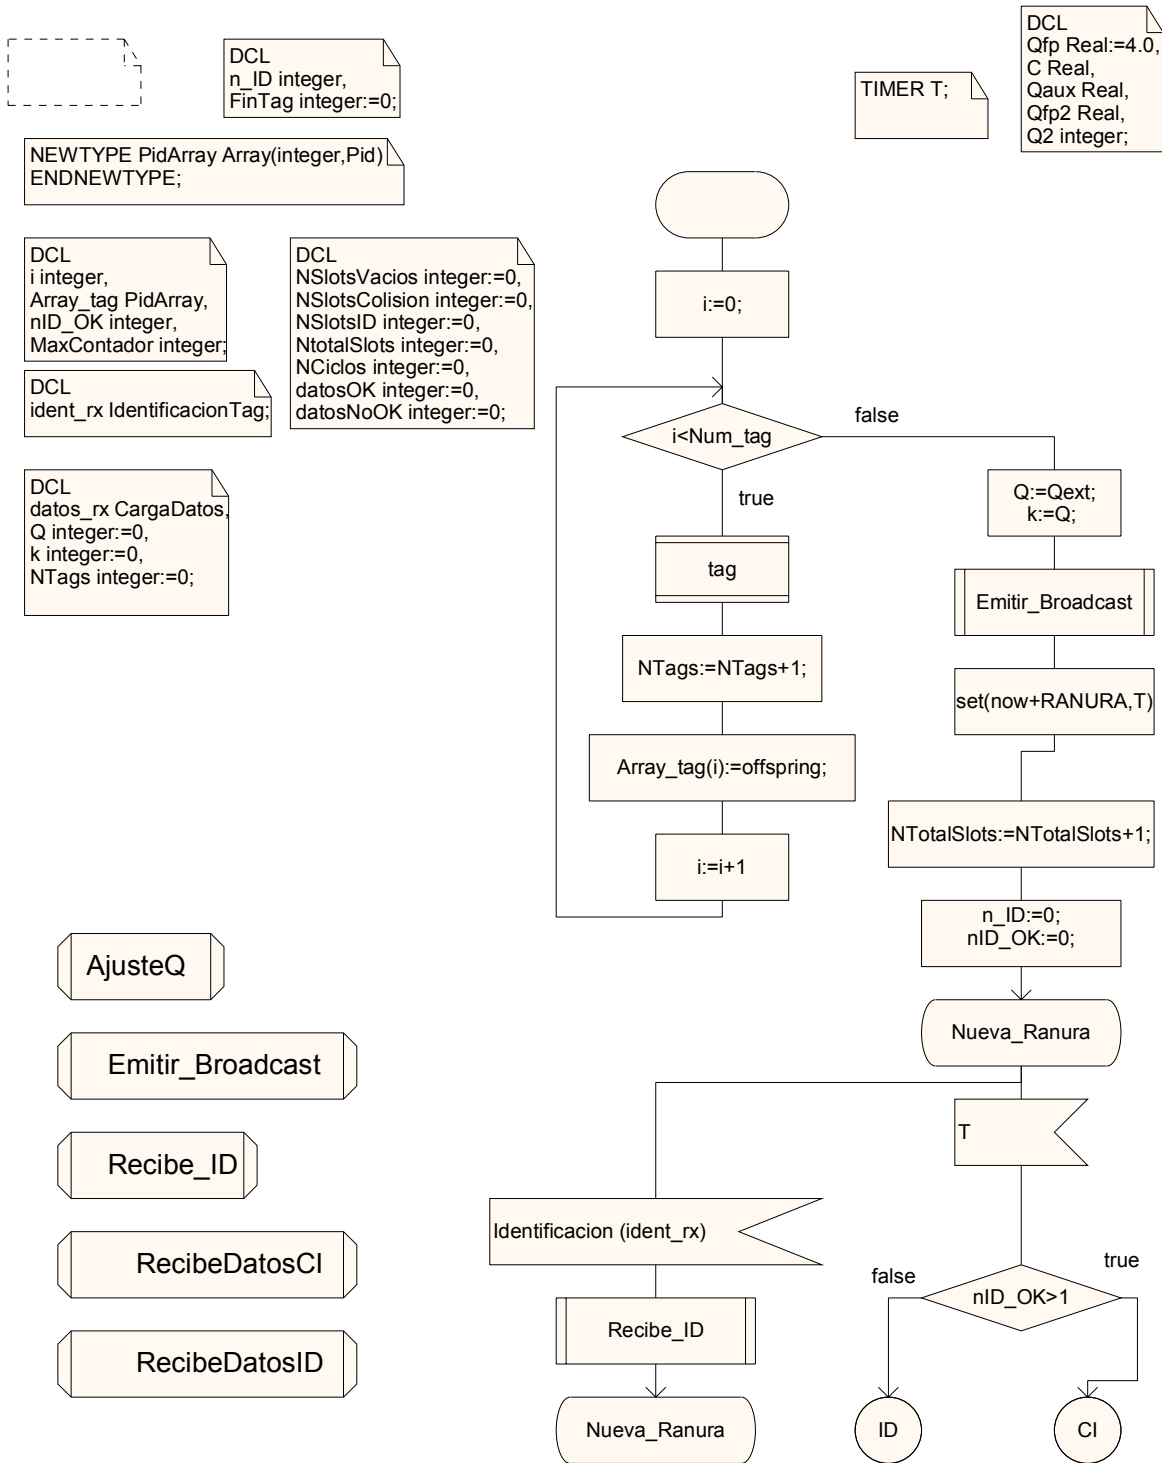 DCL
n_ID integer,
FinTag integer:=0;
TIMER T;
DCL
Qfp Real:=4.0,
C Real,
Qaux Real,
Qfp2 Real,
Q2 integer;
NEWTYPE PidArray Array(integer,Pid)
ENDNEWTYPE;
DCL
i integer,
Array_tag PidArray,
nID_OK integer,
MaxContador integer;
DCL
NSlotsVacios integer:=0,
NSlotsColision integer:=0,
NSlotsID integer:=0,
NtotalSlots integer:=0,
NCiclos integer:=0,
datosOK integer:=0,
datosNoOK integer:=0;
DCL
ident_rx IdentificacionTag;
DCL
datos_rx CargaDatos,
Q integer:=0,
k integer:=0,
NTags integer:=0;
i:=0;
i<Num_tag
false
true
tag
NTags:=NTags+1;
Array_tag(i):=offspring;
i:=i+1
Q:=Qext;
k:=Q;
Emitir_Broadcast
set(now+RANURA,T)
NTotalSlots:=NTotalSlots+1;
n_ID:=0;
nID_OK:=0;
Nueva_Ranura
T
Identificacion (ident_rx)
Recibe_ID
Nueva_Ranura
nID_OK>1
false
true
ID
CI
AjusteQ
Emitir_Broadcast
Recibe_ID
RecibeDatosCI
RecibeDatosID